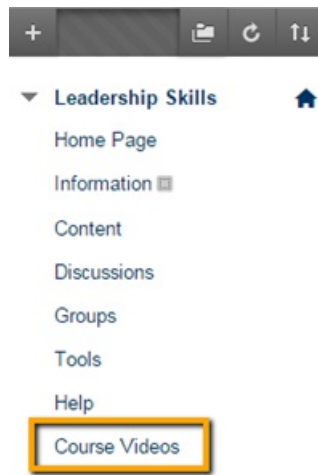 Leadership Skills
Home Page
Information
Content
Discussions
Groups
Tools
Help
Course Videos